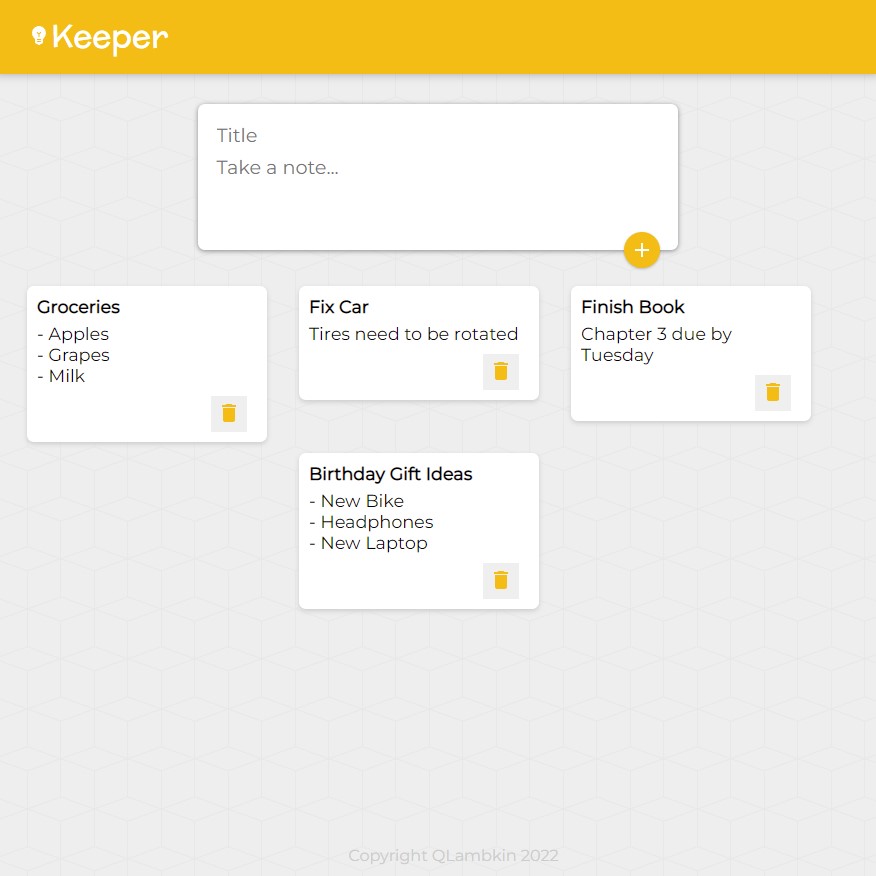 Keeper
Title
Take a note...
Groceries
- Apples
- Grapes
- Milk
Fix Car
Tires need to be rotated
Finish Book
Chapter 3 due by
Tuesday
Birthday Gift Ideas
- New Bike
- Headphones
- New Laptop
Copyright QLambkin 2022